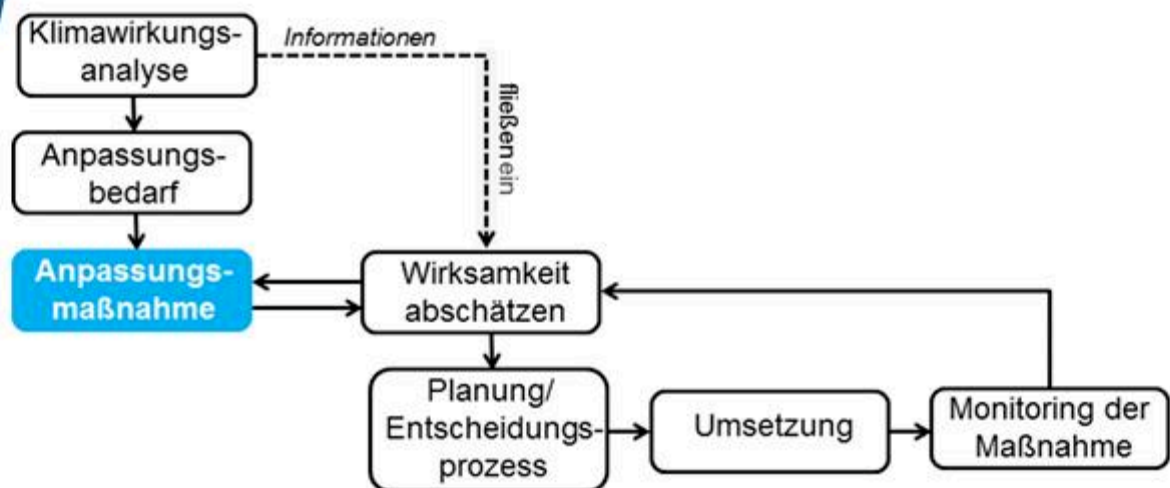 Klimawirkungs-
analyse
Informationen
fließen ein
Anpassungs-
bedarf
Anpassungs-
maßnahme
Wirksamkeit
abschätzen
Planung/
Entscheidungs-
prozess
Umsetzung
Monitoring der
Maßnahme